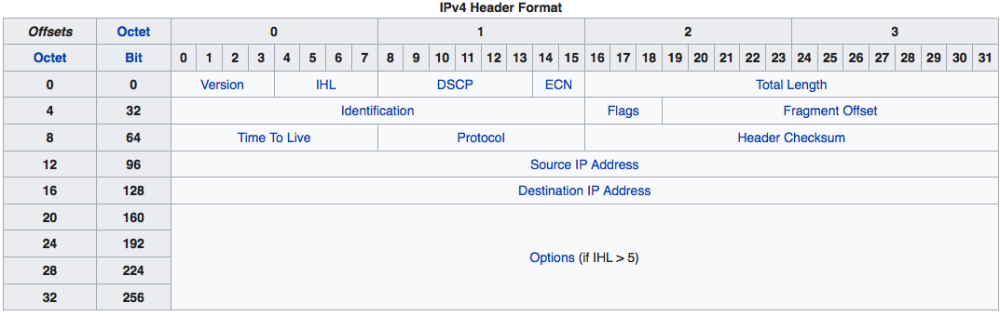 IPv4 Header Format
Offsets Octet 0 1 2 3
Octet Bit 0 1 2 3 4 5 6 7 8 9 10 11 12 13 14 15 16 17 18 19 20 21 22 23 24 25 26 27 28 29 30 31
0 0 Version IHL DSCP ECN Total Length
4 32 Identification Flags Fragment Offset
8 64 Time To Live Protocol Header Checksum
12 96 Source IP Address
16 128 Destination IP Address
20 160
24 192
Options (if IHL > 5)
28 224
32 256